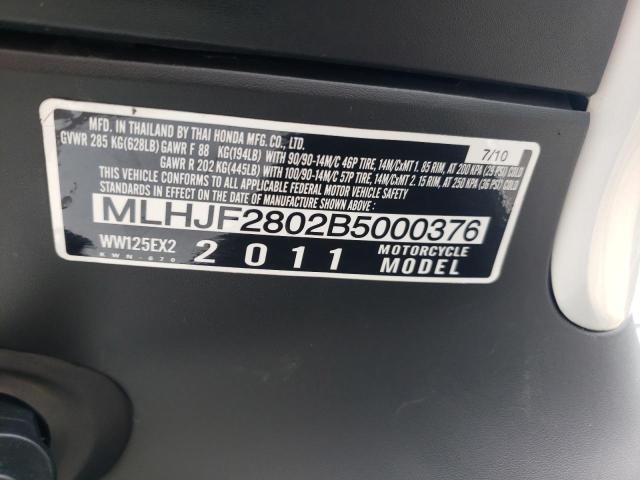 MFD. IN THAILAND BY THAI HONDA MFG. CO., LTD. 7/10
GVWR 285 KG(628LB) GAWR F 88 KG(194LB) WITH 90/90-14M/C 46P TIRE, 14M/CxMT 1.85 RIM, AT 200 KPA (29 PSI) COLD
GAWR R 202 KG(445LB) WITH 100/90-14M/C 57P TIRE, 14M/CxMT 2.15 RIM, AT 250 KPA (36 PSI) COLD
THIS VEHICLE CONFORMS TO ALL APPLICABLE FEDERAL MOTOR VEHICLE SAFETY
STANDARDS IN EFFECT ON THE DATE OF MANUFACTURE SHOWN ABOVE.
MLHJF2802B5000376
WW125EX2 2011 MOTORCYCLE
KWN-670 MODEL